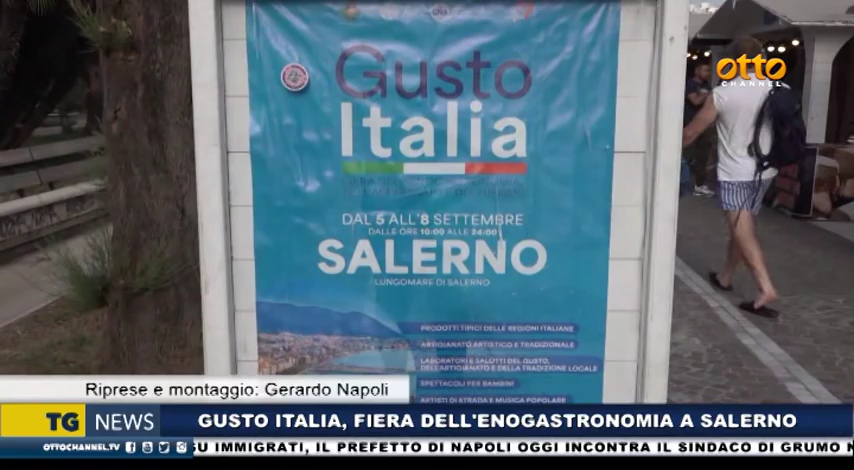 otto
CHANNEL
Gusto
Italia
DAL 5 ALL'8 SETTEMBRE
DALLE ORE 10:00 ALLE 24:00
SALERNO
LUNGOMARE DI SALERNO
PRODOTTI TIPICI DELLE REGIONI ITALIANE
ARTIGIANATO ARTISTICO E TRADIZIONALE
LABORATORI E SALOTTI DEL GUSTO,
DELL'ARTIGIANATO E DELLA TRADIZIONE LOCALE
SPETTACOLI PER BAMBINI
ARTISTI DI STRADA E MUSICA POPOLARE
Riprese e montaggio: Gerardo Napoli
TG NEWS
GUSTO ITALIA, FIERA DELL'ENOGASTRONOMIA A SALERNO
OTTOCHANNEL.TV
SU IMMIGRATI, IL PREFETTO DI NAPOLI OGGI INCONTRA IL SINDACO DI GRUMO N